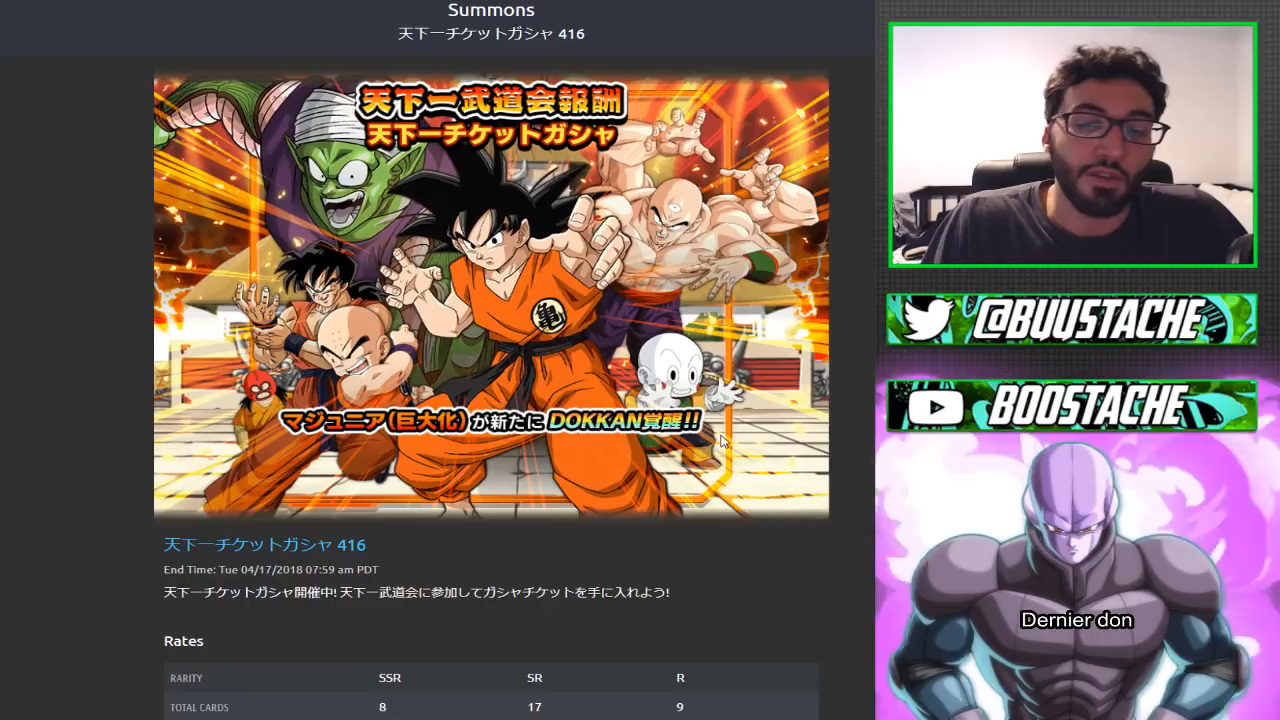 Summons
天下一チケットガシャ 416
天下一武道会報酬
天下一チケットガシャ
亀
マジュニア(巨大化)が新たにDOKKAN覚醒!!
天下一チケットガシャ 416
End Time: Tue 04/17/2018 07:59 am PDT
天下一チケットガシャ開催中! 天下一武道会に参加してガシャチケットを手に入れよう!
Rates
RARITY SSR SR R
TOTAL CARDS 8 17 9
@BUUSTACHE
BOOSTACHE
Dernier don